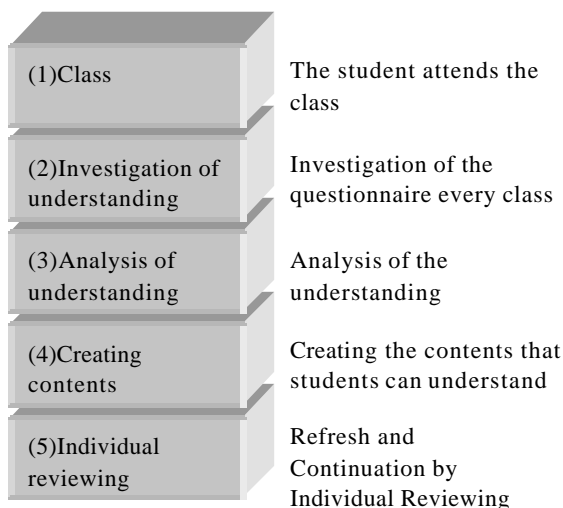 (1)Class
The student attends the
class
(2)Investigation of
understanding
Investigation of the
questionnaire every class
(3)Analysis of
understanding
Analysis of the
understanding
(4)Creating
contents
Creating the contents that
students can understand
(5)Individual
reviewing
Refresh and
Continuation by
Individual Reviewing